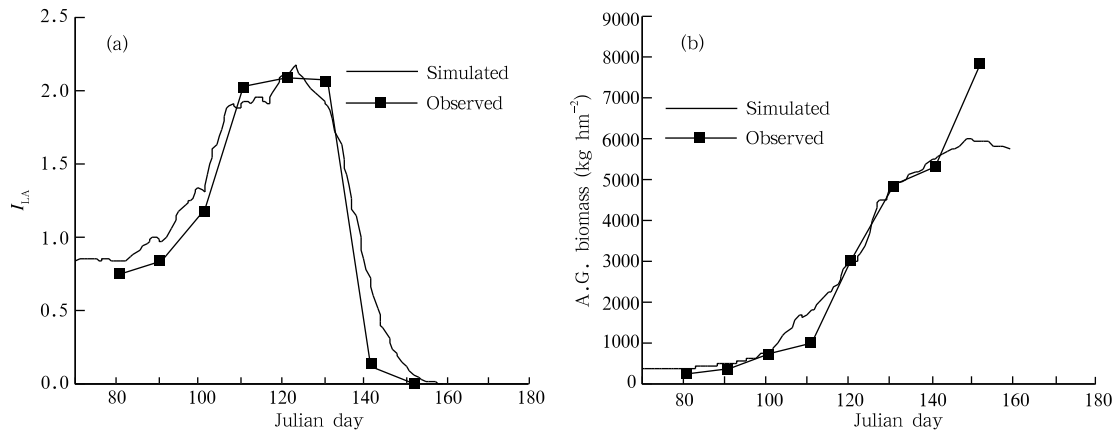 (a)
Simulated
Observed
2.5
2.0
1.5
1.0
0.5
0.0
I_LA
80
100
120
140
160
180
Julian day
(b)
Simulated
Observed
9000
8000
7000
6000
5000
4000
3000
2000
1000
0
A.G. biomass (kg hm⁻²)
80
100
120
140
160
180
Julian day